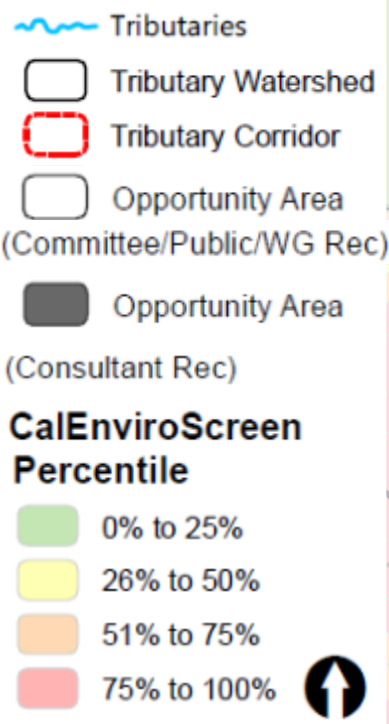 Tributaries
Tributary Watershed
Tributary Corridor
Opportunity Area
(Committee/Public/WG Rec)
Opportunity Area
(Consultant Rec)
CalEnviroScreen
Percentile
0% to 25%
26% to 50%
51% to 75%
75% to 100%